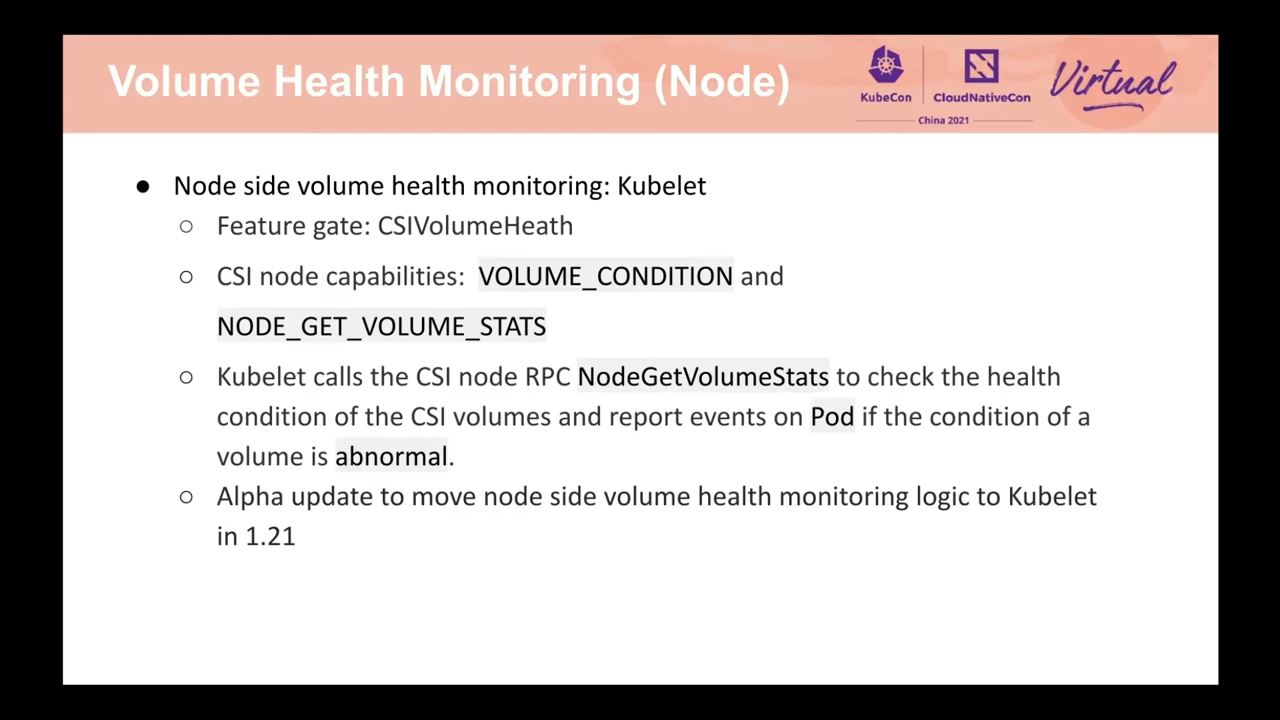 Volume Health Monitoring (Node)
KubeCon
CloudNativeCon
China 2021
Virtual
● Node side volume health monitoring: Kubelet
○ Feature gate: CSIVolumeHeath
○ CSI node capabilities: VOLUME_CONDITION and
NODE_GET_VOLUME_STATS
○ Kubelet calls the CSI node RPC NodeGetVolumeStats to check the health
condition of the CSI volumes and report events on Pod if the condition of a
volume is abnormal.
○ Alpha update to move node side volume health monitoring logic to Kubelet
in 1.21